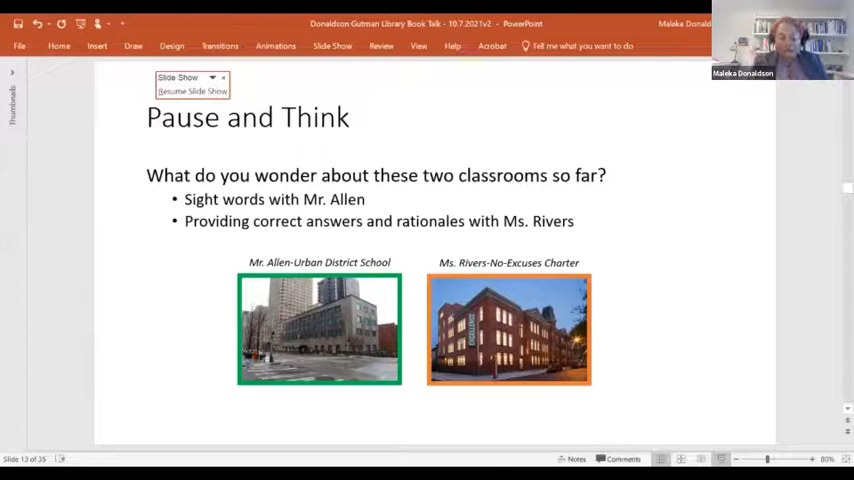 Donaldson Gutman Library Book Talk - 10.7.2021v2 - PowerPoint
Maleka Donald
File Home Insert Draw Design Transitions Animations Slide Show Review View Help Acrobat Tell me what you want to do
Maleka Donaldson
Thumbnails
Slide Show
Resume Slide Show
Pause and Think
What do you wonder about these two classrooms so far?
• Sight words with Mr. Allen
• Providing correct answers and rationales with Ms. Rivers
Mr. Allen-Urban District School
Ms. Rivers-No-Excuses Charter
EXCELLENCE
Slide 13 of 35
Notes
Comments
80%